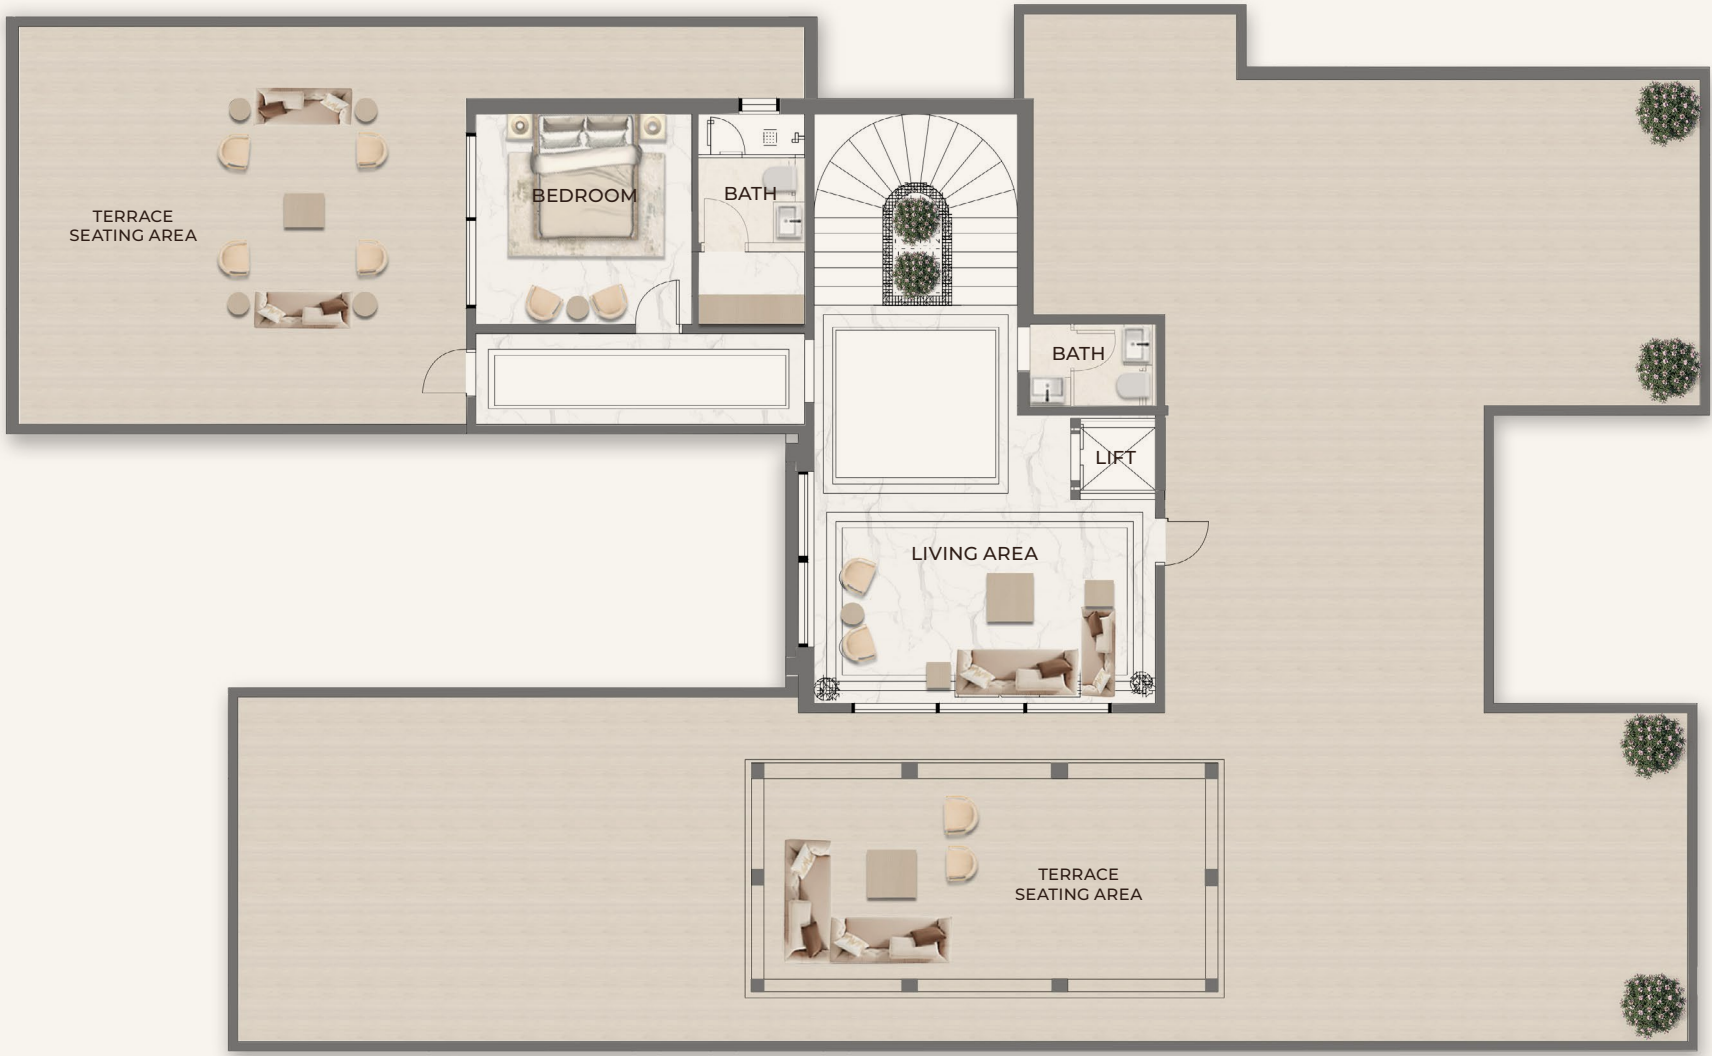 BEDROOM
BATH
TERRACE
SEATING AREA
BATH
LIFT
LIVING AREA
TERRACE
SEATING AREA